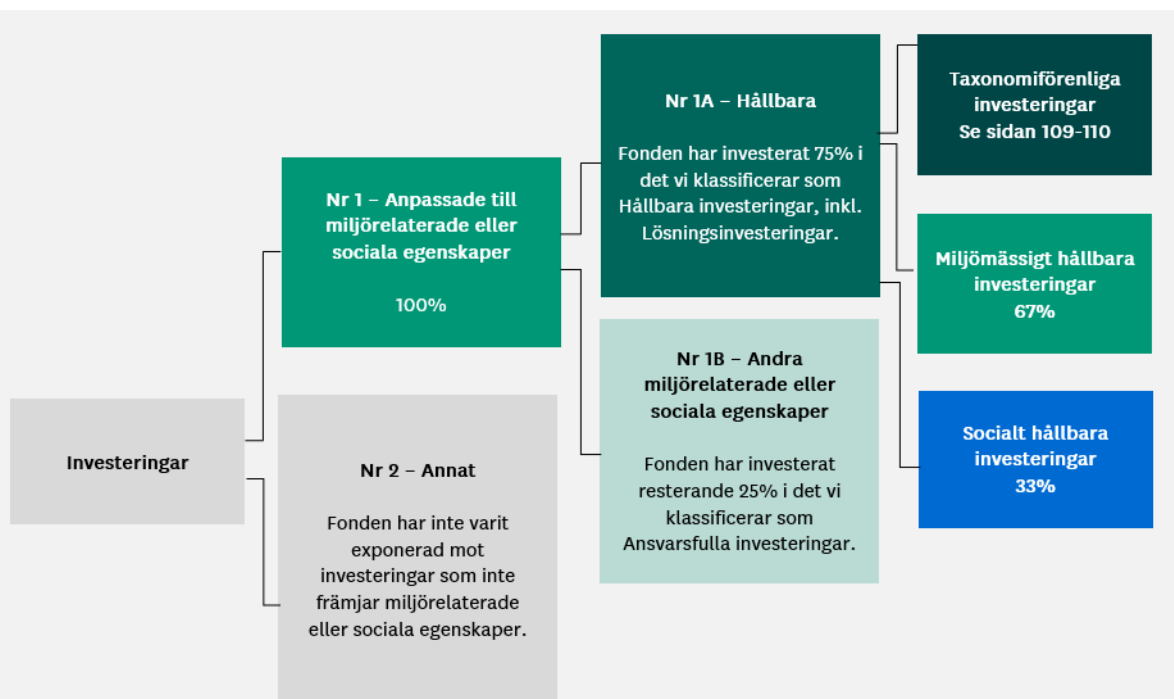 Investeringar
Nr 1 – Anpassade till
miljörelaterade eller
sociala egenskaper
100%
Nr 2 – Annat
Fonden har inte varit
exponerad mot
investeringar som inte
främjar miljörelaterade
eller sociala egenskaper.
Nr 1A – Hållbara
Fonden har investerat 75% i
det vi klassificerar som
Hållbara investeringar, inkl.
Lösningsinvesteringar.
Nr 1B – Andra
miljörelaterade eller
sociala egenskaper
Fonden har investerat
resterande 25% i det vi
klassificerar som
Ansvarsfulla investeringar.
Taxonomiförenliga
investeringar
Se sidan 109-110
Miljömässigt hållbara
investeringar
67%
Socialt hållbara
investeringar
33%